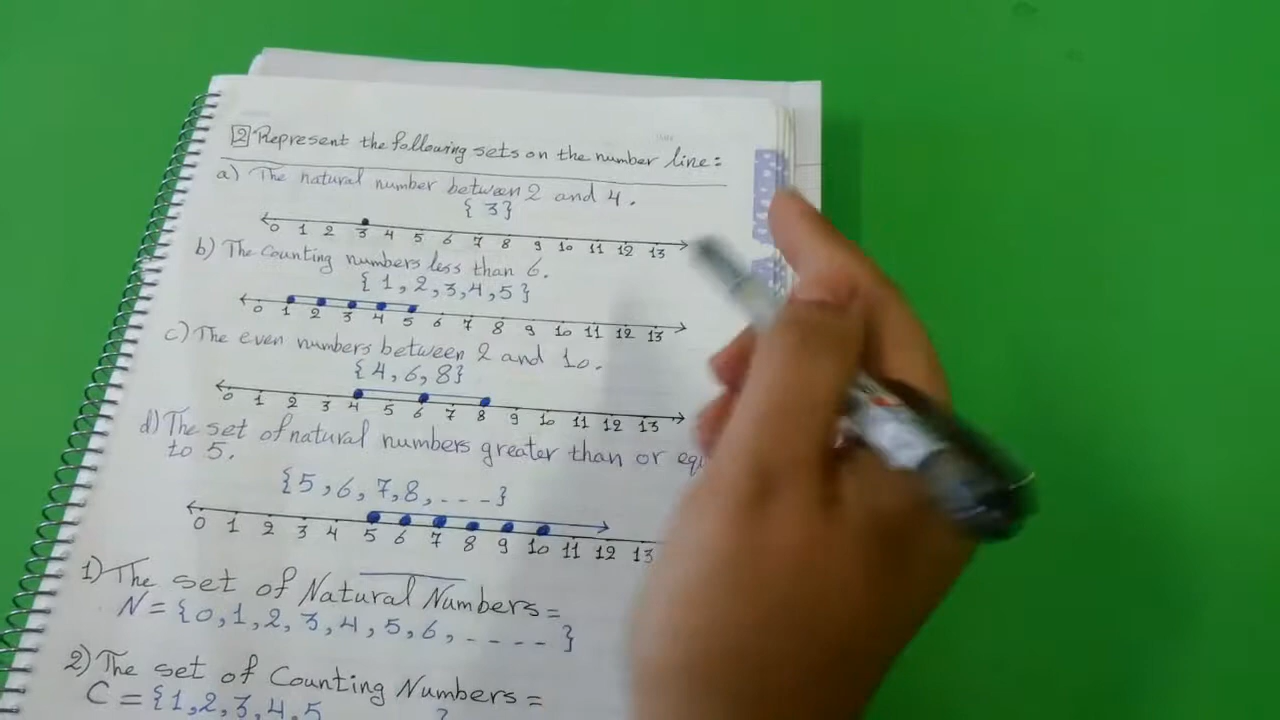 2 Represent the following sets on the number line:
a) The natural number between 2 and 4.
{3}
0 1 2 3 4 5 6 7 8 9 10 11 12 13
b) The Counting numbers less than 6.
{1, 2, 3, 4, 5}
0 1 2 3 4 5 6 7 8 9 10 11 12 13
c) The even numbers between 2 and 10.
{4, 6, 8}
0 1 2 3 4 5 6 7 8 9 10 11 12 13
d) The set of natural numbers greater than or
to 5.
{5, 6, 7, 8, ---}
0 1 2 3 4 5 6 7 8 9 10 11 12 13
1) The set of Natural Numbers =
N = {0, 1, 2, 3, 4, 5, 6, ----}
2) The set of Counting Numbers =
C = {1, 2, 3, 4, 5